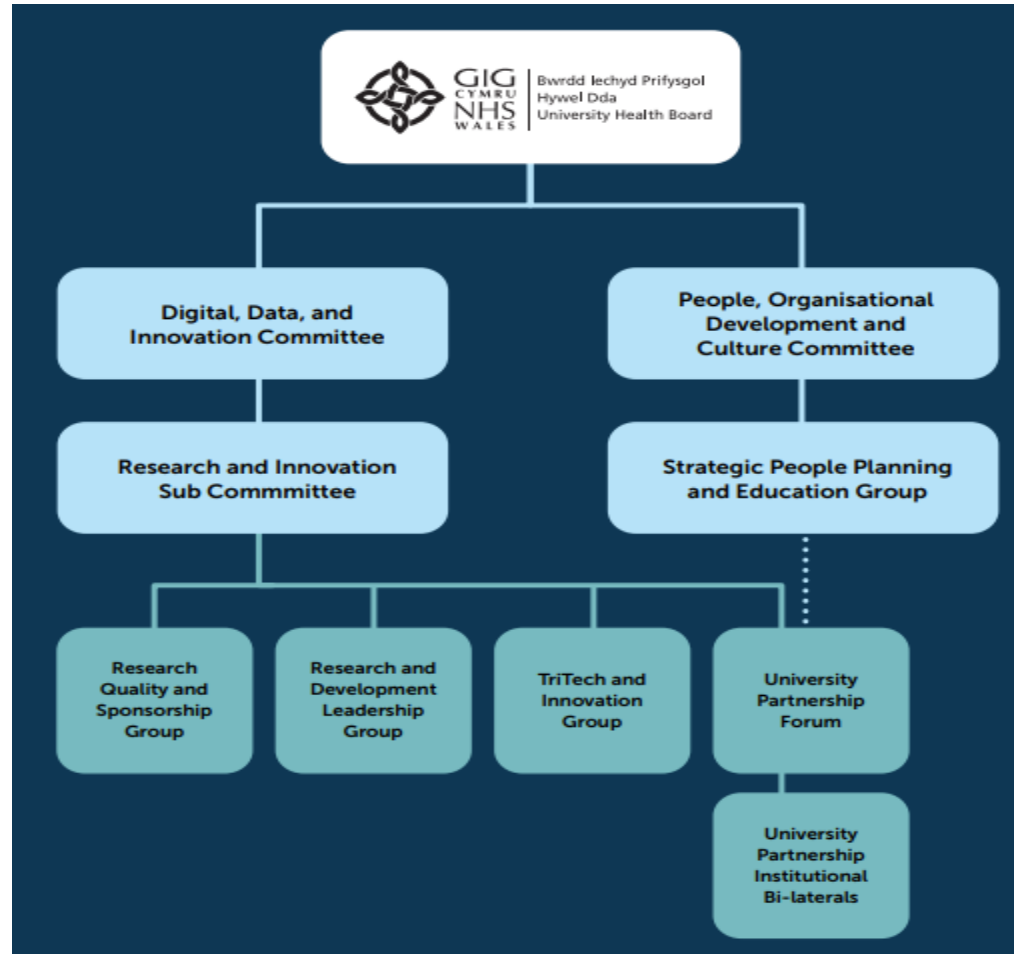 GIG
CYMRU
NHS
WALES
Bwrdd Iechyd Prifysgol
Hywel Dda
University Health Board
Digital, Data, and
Innovation Committee
People, Organisational
Development and
Culture Committee
Research and Innovation
Sub Commmittee
Strategic People Planning
and Education Group
Research
Quality and
Sponsorship
Group
Research and
Development
Leadership
Group
TriTech and
Innovation
Group
University
Partnership
Forum
University
Partnership
Institutional
Bi-laterals